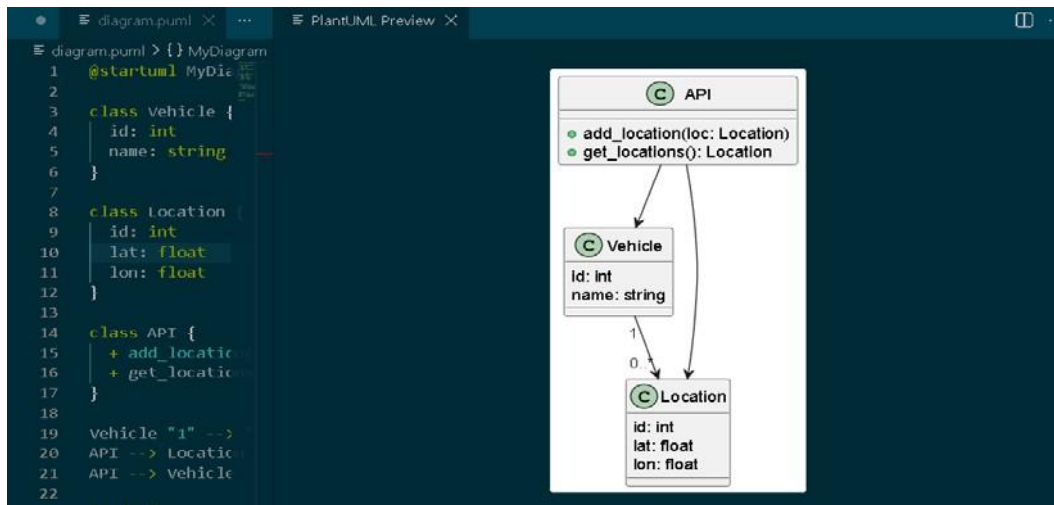 diagram.puml × ···
PlantUML Preview ×
diagram.puml > { } MyDiagram
1 @startuml MyDia
2
3 class Vehicle {
4 id: int
5 name: string
6 }
7
8 class Location {
9 id: int
10 lat: float
11 lon: float
12 }
13
14 class API {
15 + add_locatio
16 + get_location
17 }
18
19 Vehicle "1" --> "
20 API --> Locatio
21 API --> Vehicle
22
C API
add_location(loc: Location)
get_locations(): Location
C Vehicle
id: int
name: string
1
0..*
C Location
id: int
lat: float
lon: float